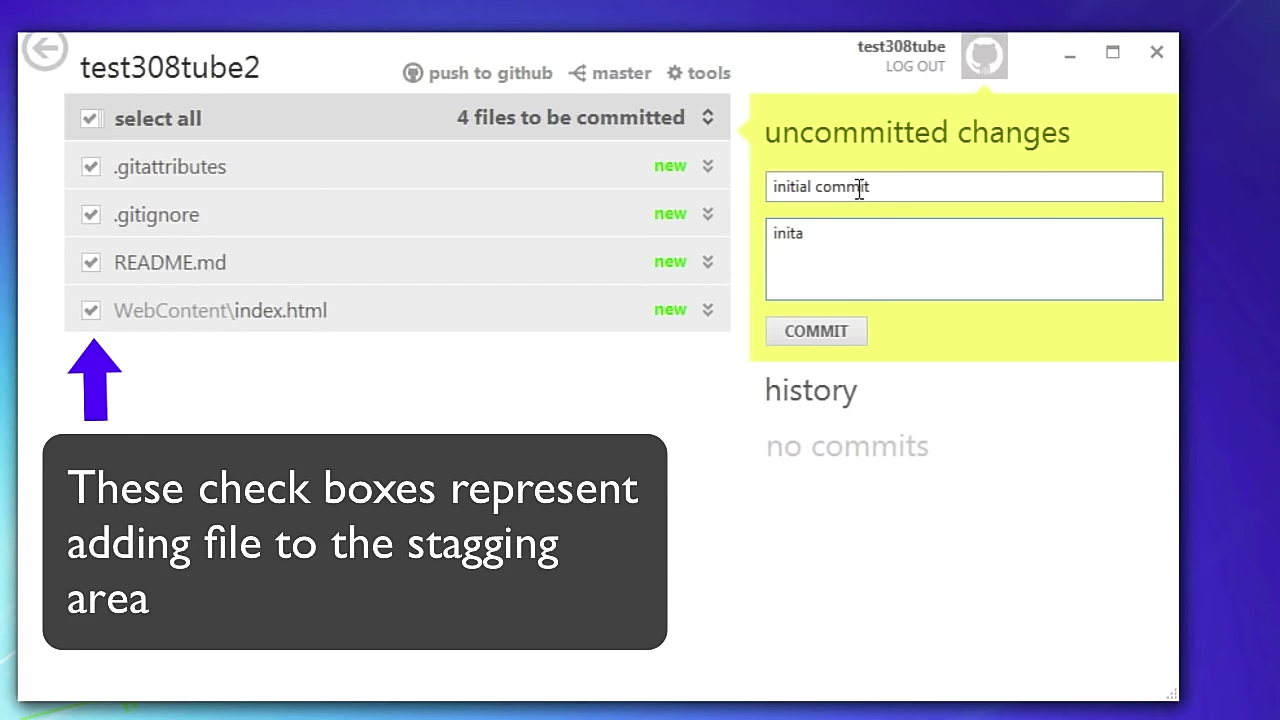 test308tube2
push to github
master
tools
test308tube
LOG OUT
select all
4 files to be committed
.gitattributes
new
.gitignore
new
README.md
new
WebContent\index.html
new
uncommitted changes
initial commit
inita
COMMIT
history
no commits
These check boxes represent
adding file to the stagging
area